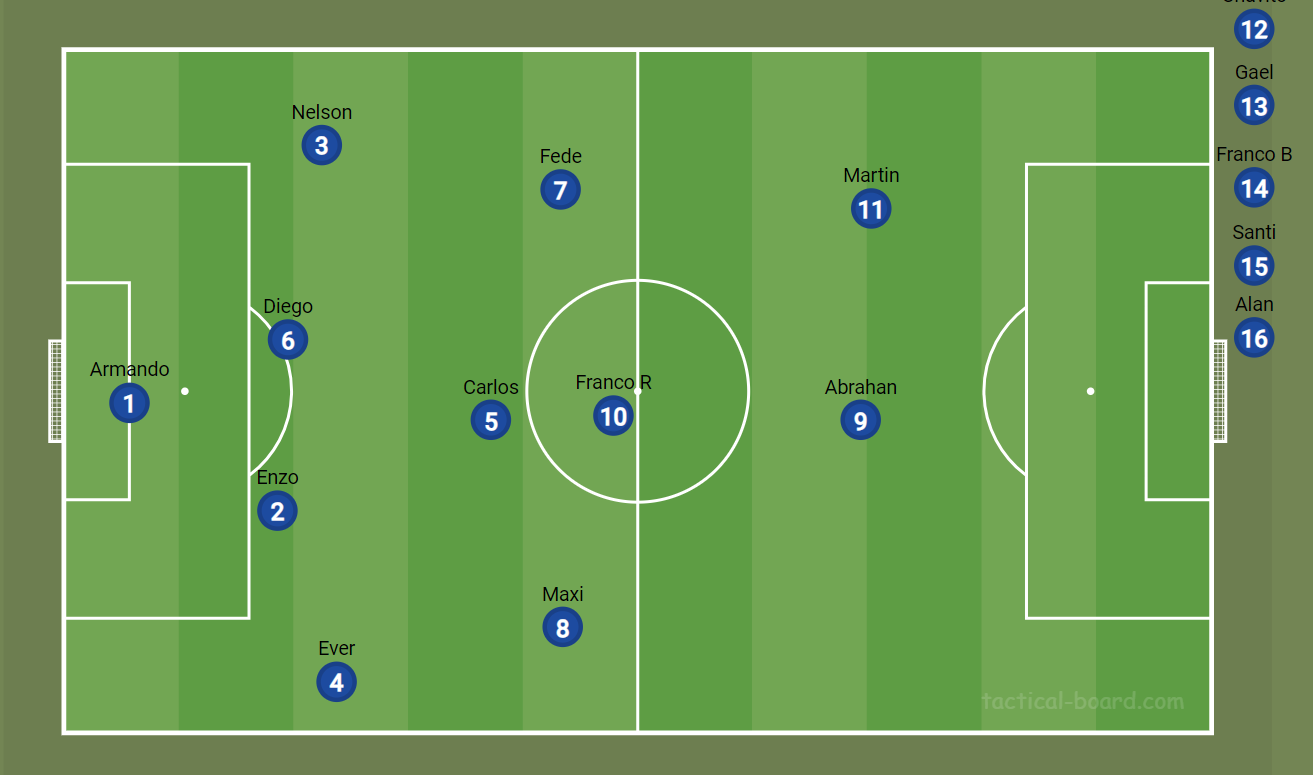 12
Gael
13
Nelson
3
Fede
7
Franco B
14
Martin
11
Santi
15
Diego
6
Alan
16
Armando
1
Carlos
5
Franco R
10
Abrahan
9
Enzo
2
Maxi
8
Ever
4
tactical-board.com